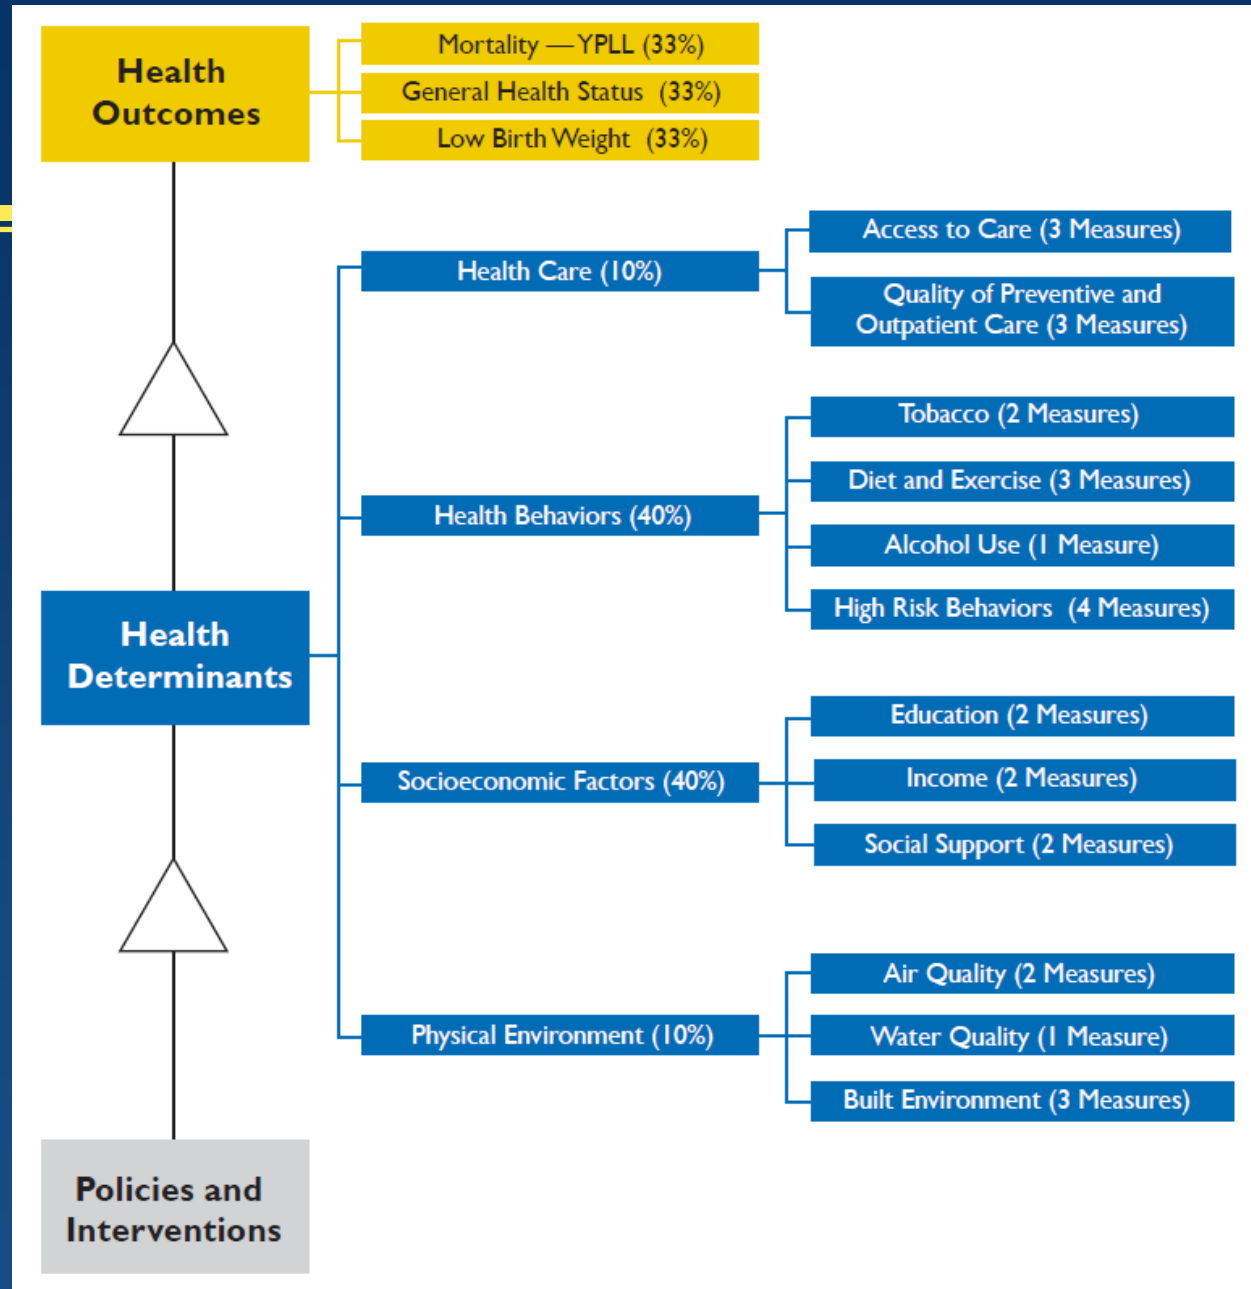 Health
Outcomes
Mortality — YPLL (33%)
General Health Status (33%)
Low Birth Weight (33%)
Health Care (10%)
Access to Care (3 Measures)
Quality of Preventive and
Outpatient Care (3 Measures)
Health Behaviors (40%)
Tobacco (2 Measures)
Diet and Exercise (3 Measures)
Alcohol Use (1 Measure)
High Risk Behaviors (4 Measures)
Health
Determinants
Socioeconomic Factors (40%)
Education (2 Measures)
Income (2 Measures)
Social Support (2 Measures)
Physical Environment (10%)
Air Quality (2 Measures)
Water Quality (1 Measure)
Built Environment (3 Measures)
Policies and
Interventions